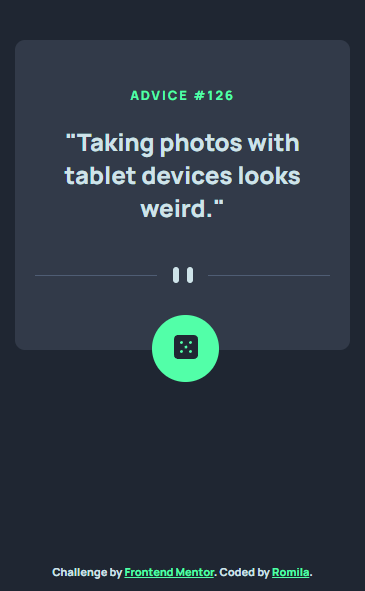 ADVICE #126
"Taking photos with
tablet devices looks
weird."
Challenge by Frontend Mentor. Coded by Romila.